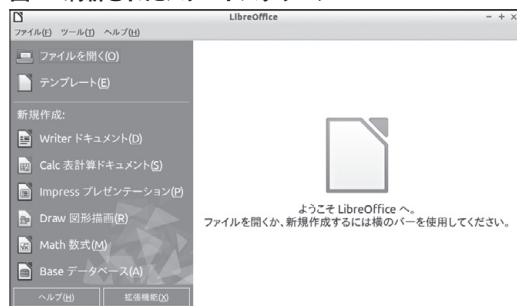 LibreOffice
ファイル(F) ツール(T) ヘルプ(H)
ファイルを開く(O)
テンプレート(E)
新規作成:
Writer ドキュメント(D)
Calc 表計算ドキュメント(S)
Impress プレゼンテーション(P)
Draw 図形描画(R)
Math 数式(M)
Base データベース(A)
ヘルプ(H) 拡張機能(X)
ようこそ LibreOffice へ。
ファイルを開くか、新規作成するには横のバーを使用してください。